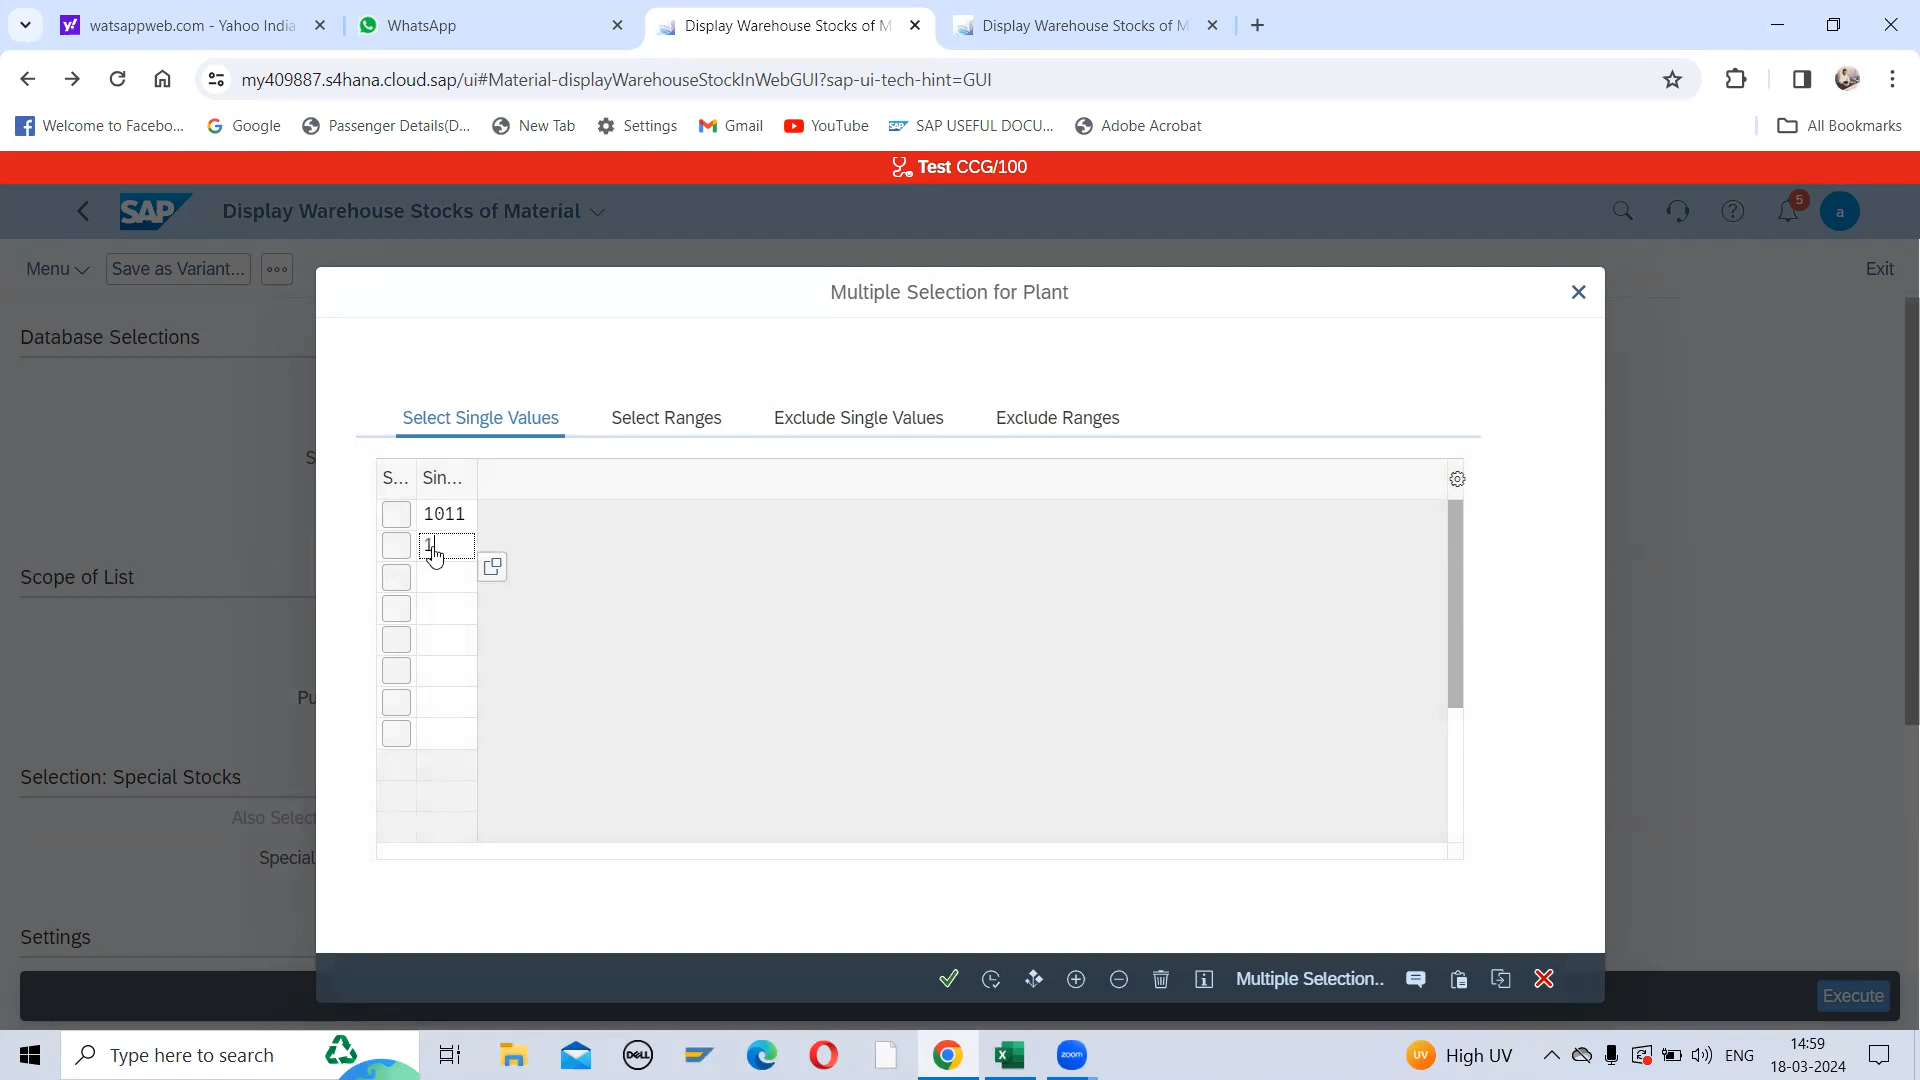 watsappweb.com - Yahoo India
WhatsApp
Display Warehouse Stocks of M
Display Warehouse Stocks of M
my409887.s4hana.cloud.sap/ui#Material-displayWarehouseStockInWebGUI?sap-ui-tech-hint=GUI
Welcome to Facebo...
Google
Passenger Details(D...
New Tab
Settings
Gmail
YouTube
SAP USEFUL DOCU...
Adobe Acrobat
All Bookmarks
Test CCG/100
SAP
Display Warehouse Stocks of Material
5
a
Menu
Save as Variant...
Exit
Multiple Selection for Plant
Database Selections
Select Single Values
Select Ranges
Exclude Single Values
Exclude Ranges
S
S...
Sin...
1011
1
Scope of List
Pu
Selection: Special Stocks
Also Selec
Special
Settings
Multiple Selection..
Execute
Type here to search
DELL
zoom
UV
High UV
ENG
14:59
18-03-2024